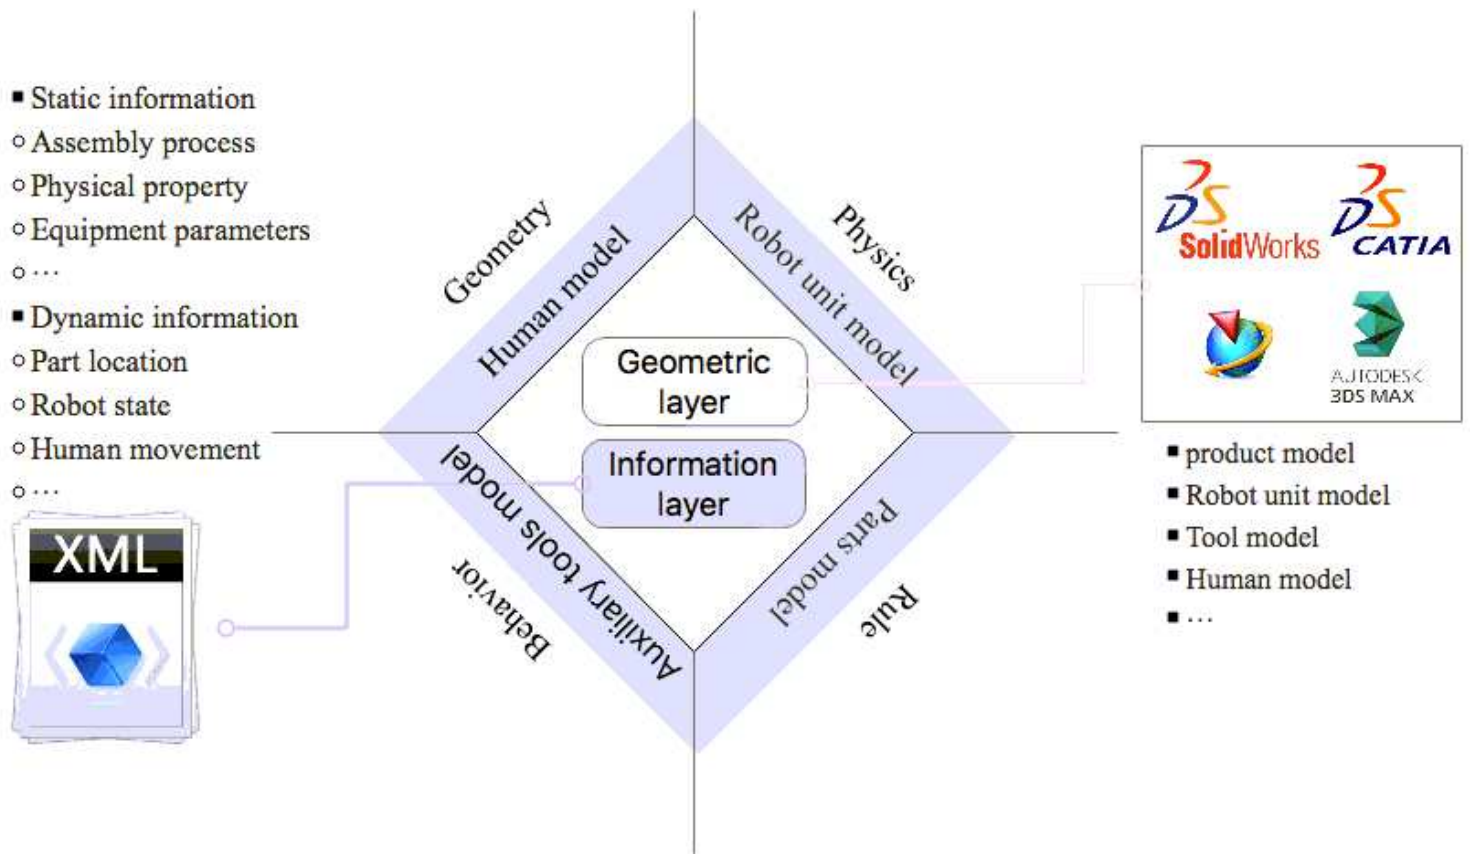 ■ Static information
○ Assembly process
○ Physical property
○ Equipment parameters
○ ...
■ Dynamic information
○ Part location
○ Robot state
○ Human movement
○ ...
XML
Geometry
Human model
Physics
Robot unit model
Geometric
layer
Information
layer
Auxiliary tools model
Behavior
Parts model
Rule
DS
SolidWorks
DS
CATIA
AUTODESK
3DS MAX
■ product model
■ Robot unit model
■ Tool model
■ Human model
■ ...